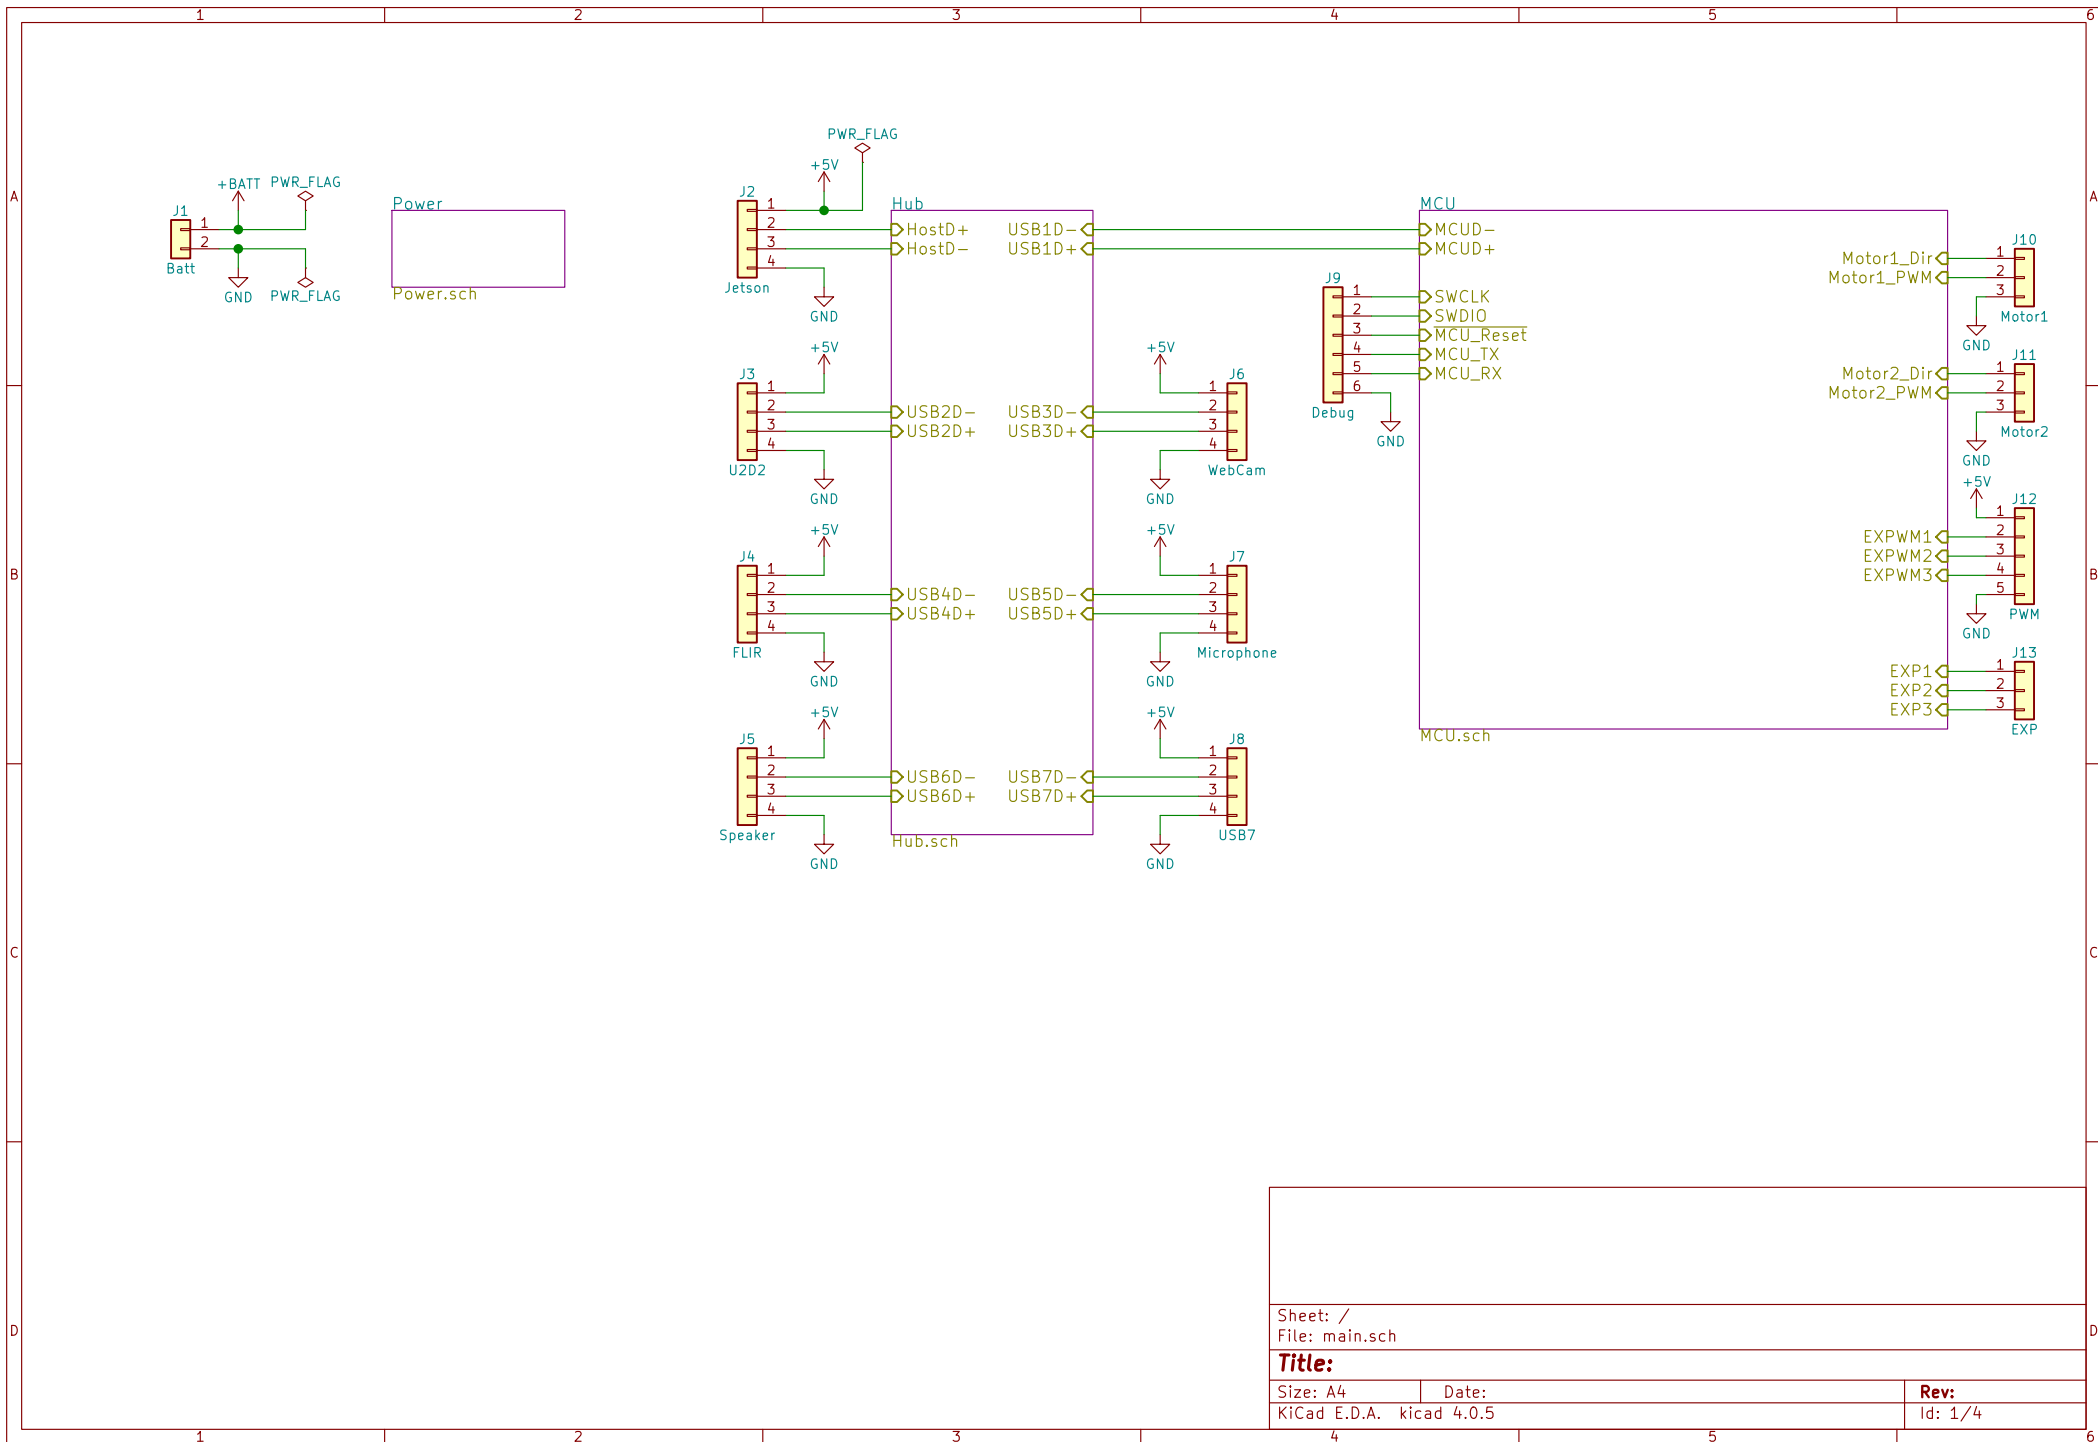 1 2 3 4 5 6
A
B
C
D
A
B
C
D
+BATT PWR_FLAG
J1
1
2
Batt
GND PWR_FLAG
Power
Power.sch
PWR_FLAG
+5V
J2
1
2
3
4
Jetson
GND
+5V
J3
1
2
3
4
U2D2
GND
+5V
J4
1
2
3
4
FLIR
GND
+5V
J5
1
2
3
4
Speaker
GND
Hub
HostD+ USB1D-
HostD- USB1D+
USB2D- USB3D-
USB2D+ USB3D+
USB4D- USB5D-
USB4D+ USB5D+
USB6D- USB7D-
USB6D+ USB7D+
Hub.sch
+5V
J6
1
2
3
4
WebCam
GND
+5V
J7
1
2
3
4
Microphone
GND
+5V
J8
1
2
3
4
USB7
GND
J9
1
2
3
4
5
6
Debug
GND
MCU
MCUD-
MCUD+
SWCLK
SWDIO
MCU_Reset
MCU_TX
MCU_RX
Motor1_Dir
Motor1_PWM
Motor2_Dir
Motor2_PWM
EXPWM1
EXPWM2
EXPWM3
EXP1
EXP2
EXP3
MCU.sch
J10
1
2
3
Motor1
GND
J11
1
2
3
Motor2
GND
+5V
J12
1
2
3
4
5
PWM
GND
J13
1
2
3
EXP
Sheet: /
File: main.sch
Title:
Size: A4 Date: Rev:
KiCad E.D.A. kicad 4.0.5 Id: 1/4
1 2 3 4 5 6